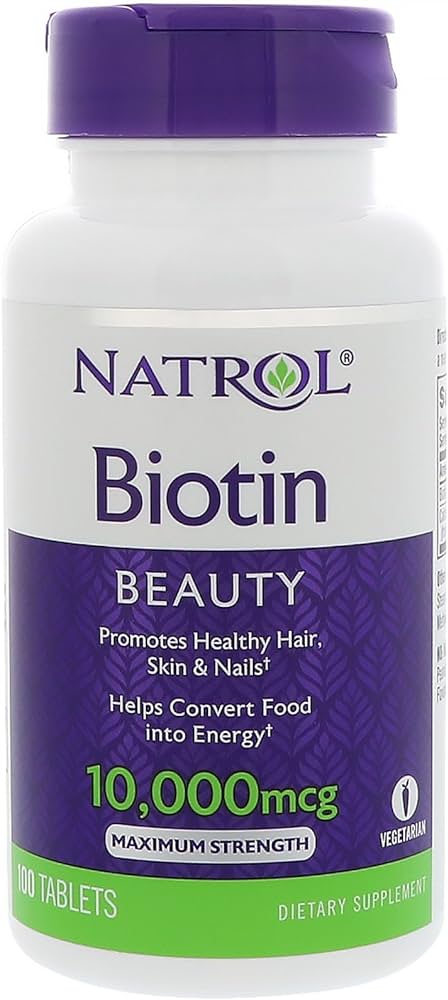 NATROL®
Biotin
BEAUTY
Promotes Healthy Hair,
Skin & Nails†
Helps Convert Food
into Energy†
10,000mcg
MAXIMUM STRENGTH
VEGETARIAN
100 TABLETS
DIETARY SUPPLEMENT